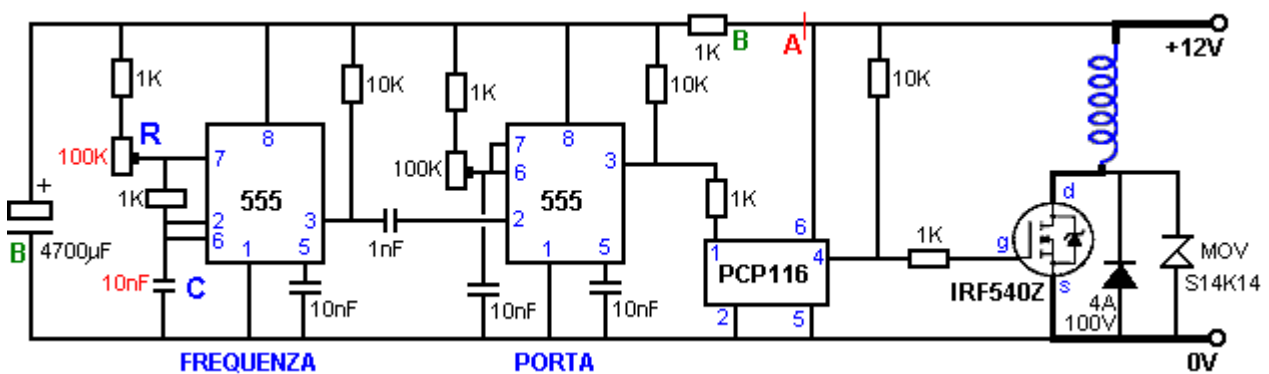 +12V
1K
B
A
1K
10K
1K
10K
10K
R
100K
7
8
555
1K
2
6
3
1
5
+
B
4700µF
10nF
C
10nF
1nF
100K
7
6
8
3
555
2
1
5
10nF
10nF
1K
1
6
4
PCP116
2
5
1K
d
g
s
IRF540Z
4A
100V
MOV
S14K14
FREQUENZA
PORTA
0V